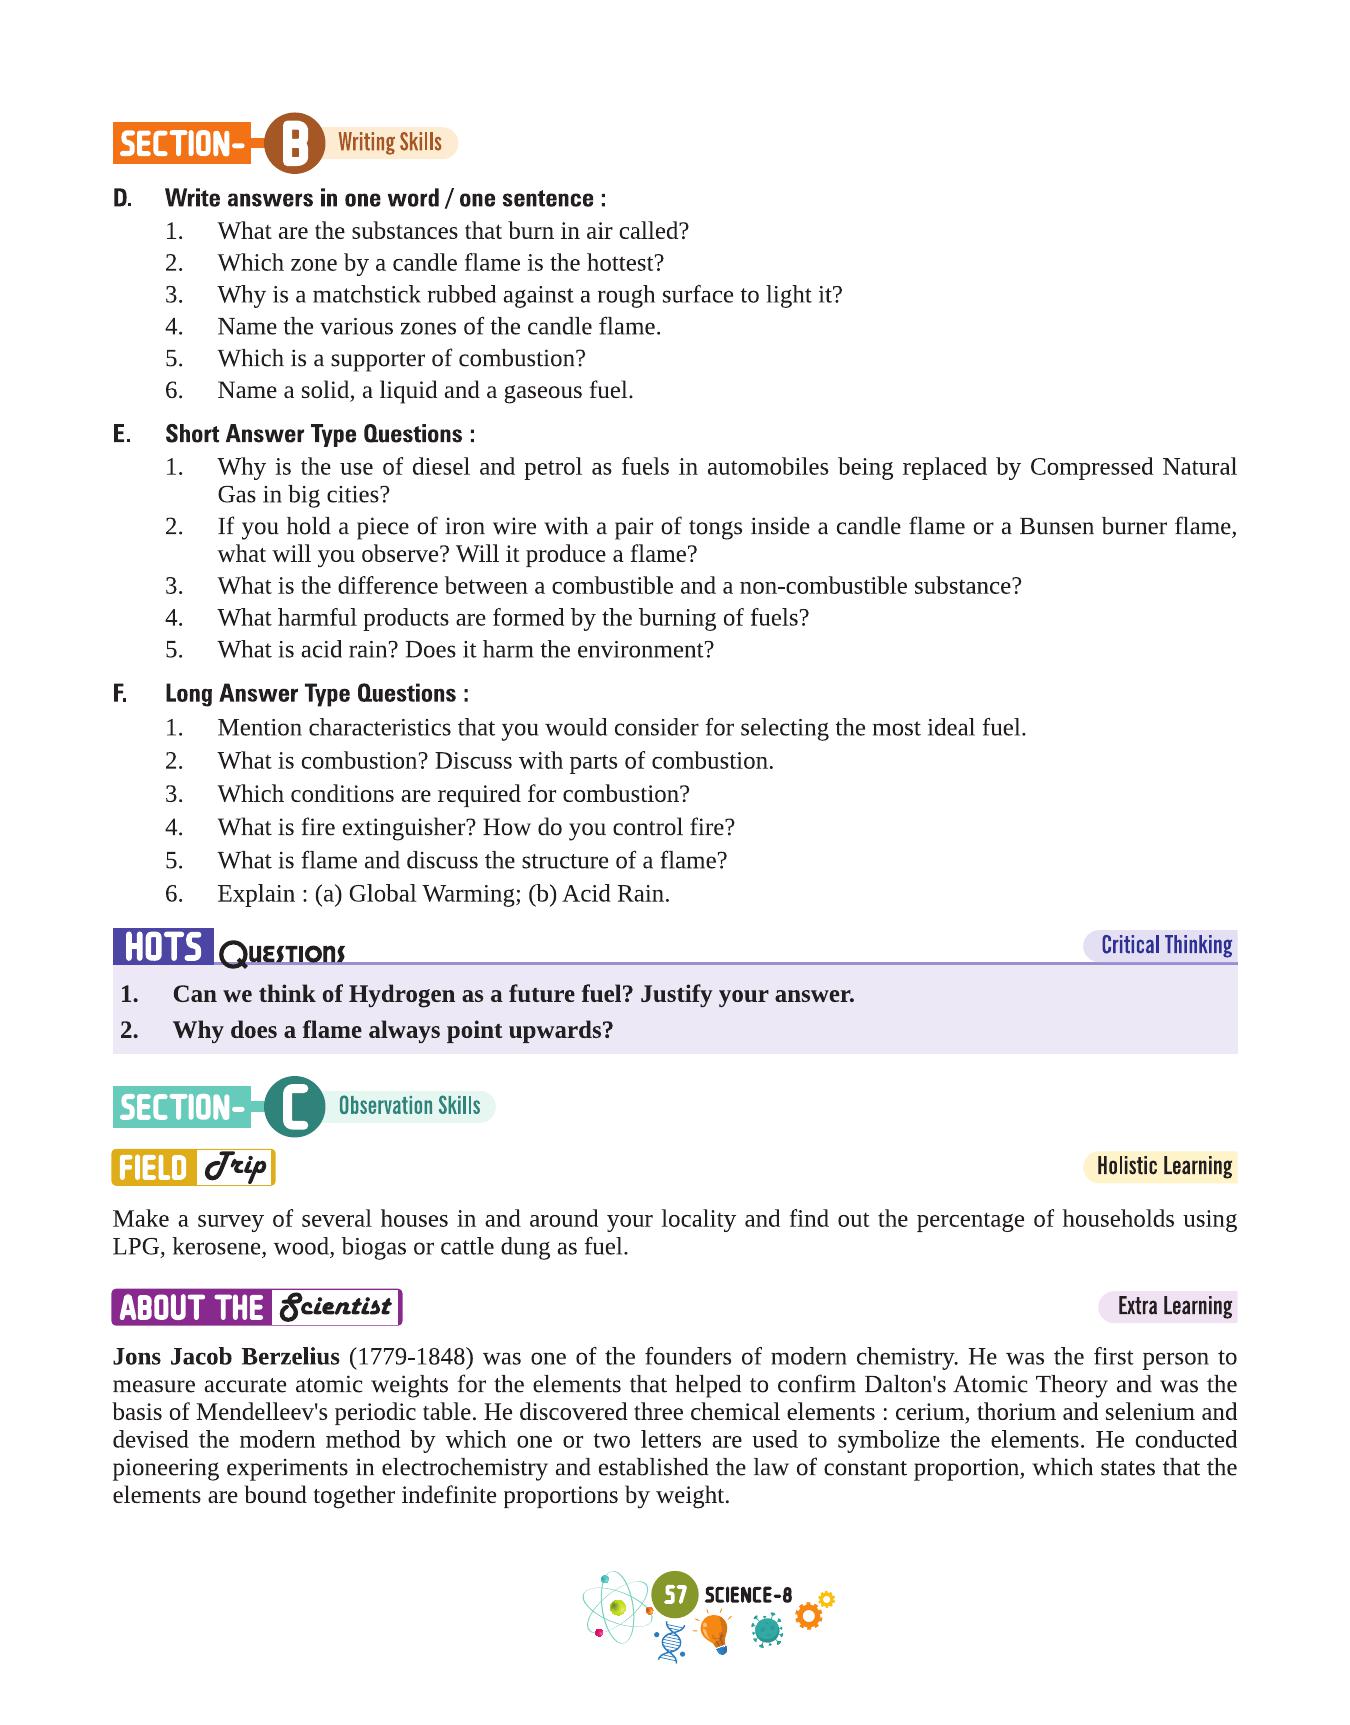 SECTION- B Writing Skills
D. Write answers in one word / one sentence :
1. What are the substances that burn in air called?
2. Which zone by a candle flame is the hottest?
3. Why is a matchstick rubbed against a rough surface to light it?
4. Name the various zones of the candle flame.
5. Which is a supporter of combustion?
6. Name a solid, a liquid and a gaseous fuel.
E. Short Answer Type Questions :
1. Why is the use of diesel and petrol as fuels in automobiles being replaced by Compressed Natural
Gas in big cities?
2. If you hold a piece of iron wire with a pair of tongs inside a candle flame or a Bunsen burner flame,
what will you observe? Will it produce a flame?
3. What is the difference between a combustible and a non-combustible substance?
4. What harmful products are formed by the burning of fuels?
5. What is acid rain? Does it harm the environment?
F. Long Answer Type Questions :
1. Mention characteristics that you would consider for selecting the most ideal fuel.
2. What is combustion? Discuss with parts of combustion.
3. Which conditions are required for combustion?
4. What is fire extinguisher? How do you control fire?
5. What is flame and discuss the structure of a flame?
6. Explain : (a) Global Warming; (b) Acid Rain.
HOTS QUESTIONS Critical Thinking
1. Can we think of Hydrogen as a future fuel? Justify your answer.
2. Why does a flame always point upwards?
SECTION- C Observation Skills
FIELD Trip Holistic Learning
Make a survey of several houses in and around your locality and find out the percentage of households using
LPG, kerosene, wood, biogas or cattle dung as fuel.
ABOUT THE Scientist Extra Learning
Jons Jacob Berzelius (1779-1848) was one of the founders of modern chemistry. He was the first person to
measure accurate atomic weights for the elements that helped to confirm Dalton's Atomic Theory and was the
basis of Mendelleev's periodic table. He discovered three chemical elements : cerium, thorium and selenium and
devised the modern method by which one or two letters are used to symbolize the elements. He conducted
pioneering experiments in electrochemistry and established the law of constant proportion, which states that the
elements are bound together indefinite proportions by weight.
57 SCIENCE-8